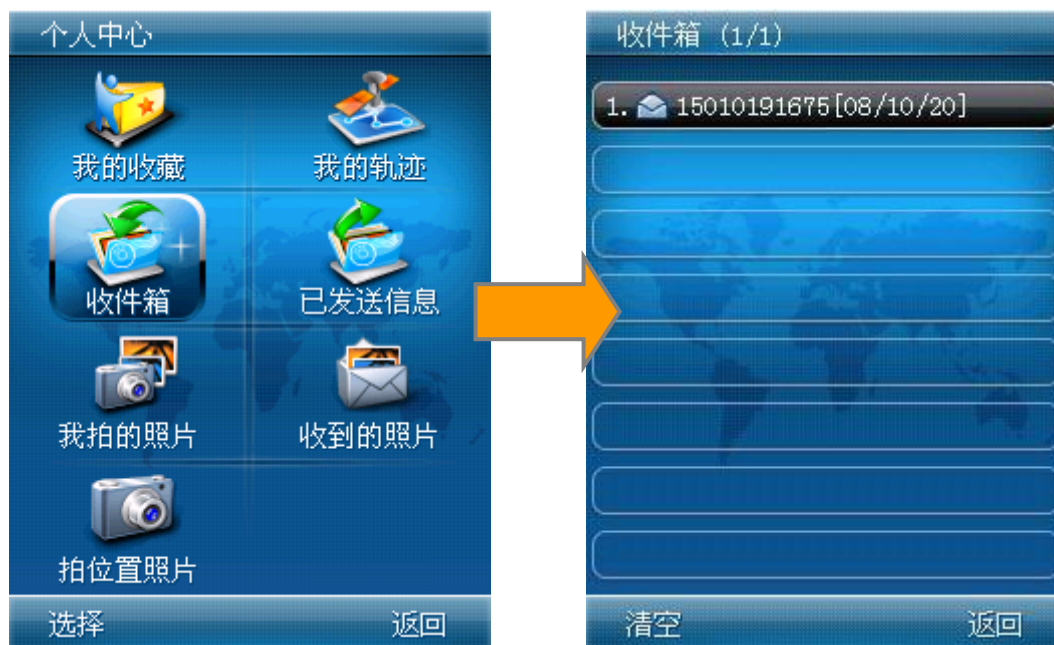 个人中心
我的收藏 我的轨迹
收件箱 已发送信息
我拍的照片 收到的照片
拍位置照片
选择 返回
收件箱 (1/1)
1. 15010191675[08/10/20]
清空 返回